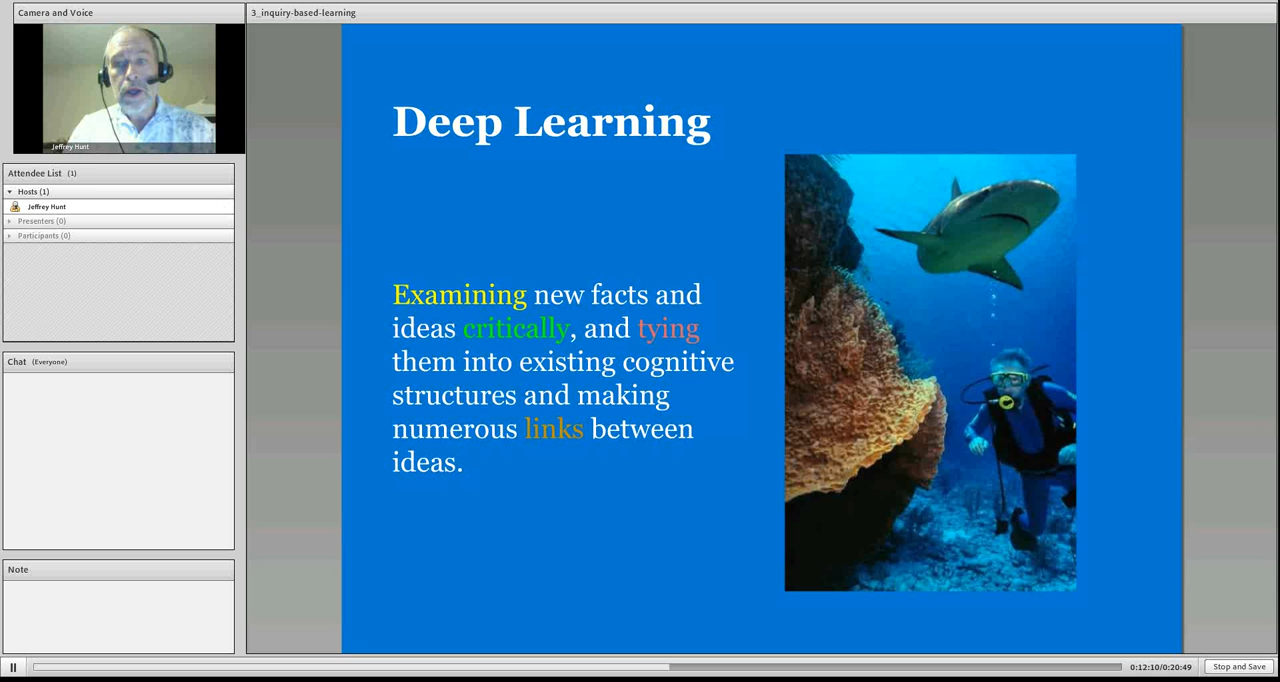 Camera and Voice
Jeffrey Hunt
Attendee List (1)
Hosts (1)
Jeffrey Hunt
Presenters (0)
Participants (0)
Chat (Everyone)
Note
3_inquiry-based-learning
Deep Learning
Examining new facts and
ideas critically, and tying
them into existing cognitive
structures and making
numerous links between
ideas.
0:12:10/0:20:49
Stop and Save